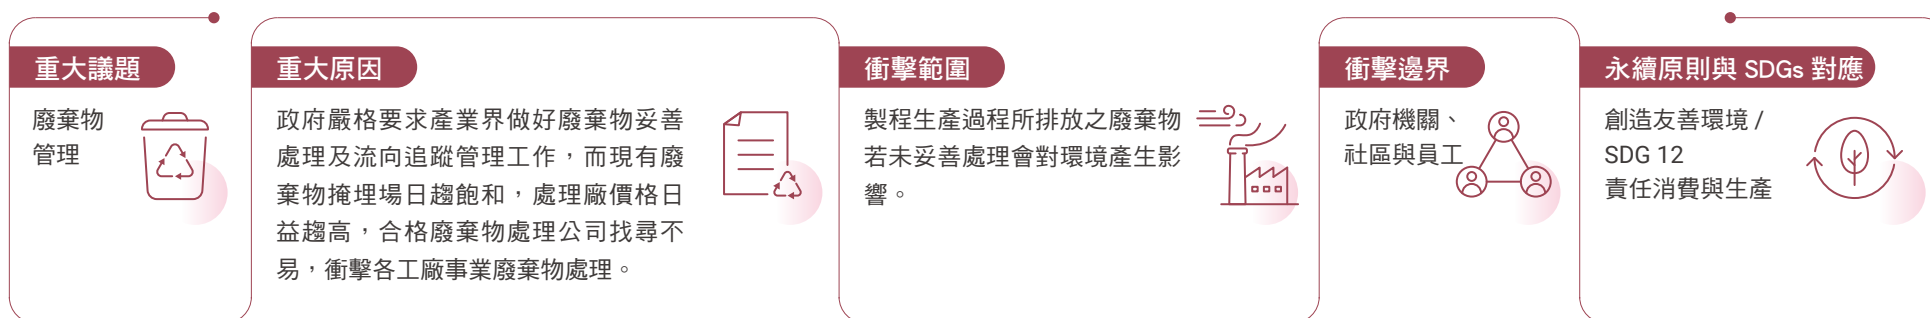 重大議題
廢棄物
管理
重大原因
政府嚴格要求產業界做好廢棄物妥善
處理及流向追蹤管理工作，而現有廢
棄物掩埋場日趨飽和，處理廠價格日
益趨高，合格廢棄物處理公司找尋不
易，衝擊各工廠事業廢棄物處理。
衝擊範圍
製程生產過程所排放之廢棄物
若未妥善處理會對環境產生影
響。
衝擊邊界
政府機關、
社區與員工
永續原則與 SDGs 對應
創造友善環境 /
SDG 12
責任消費與生產